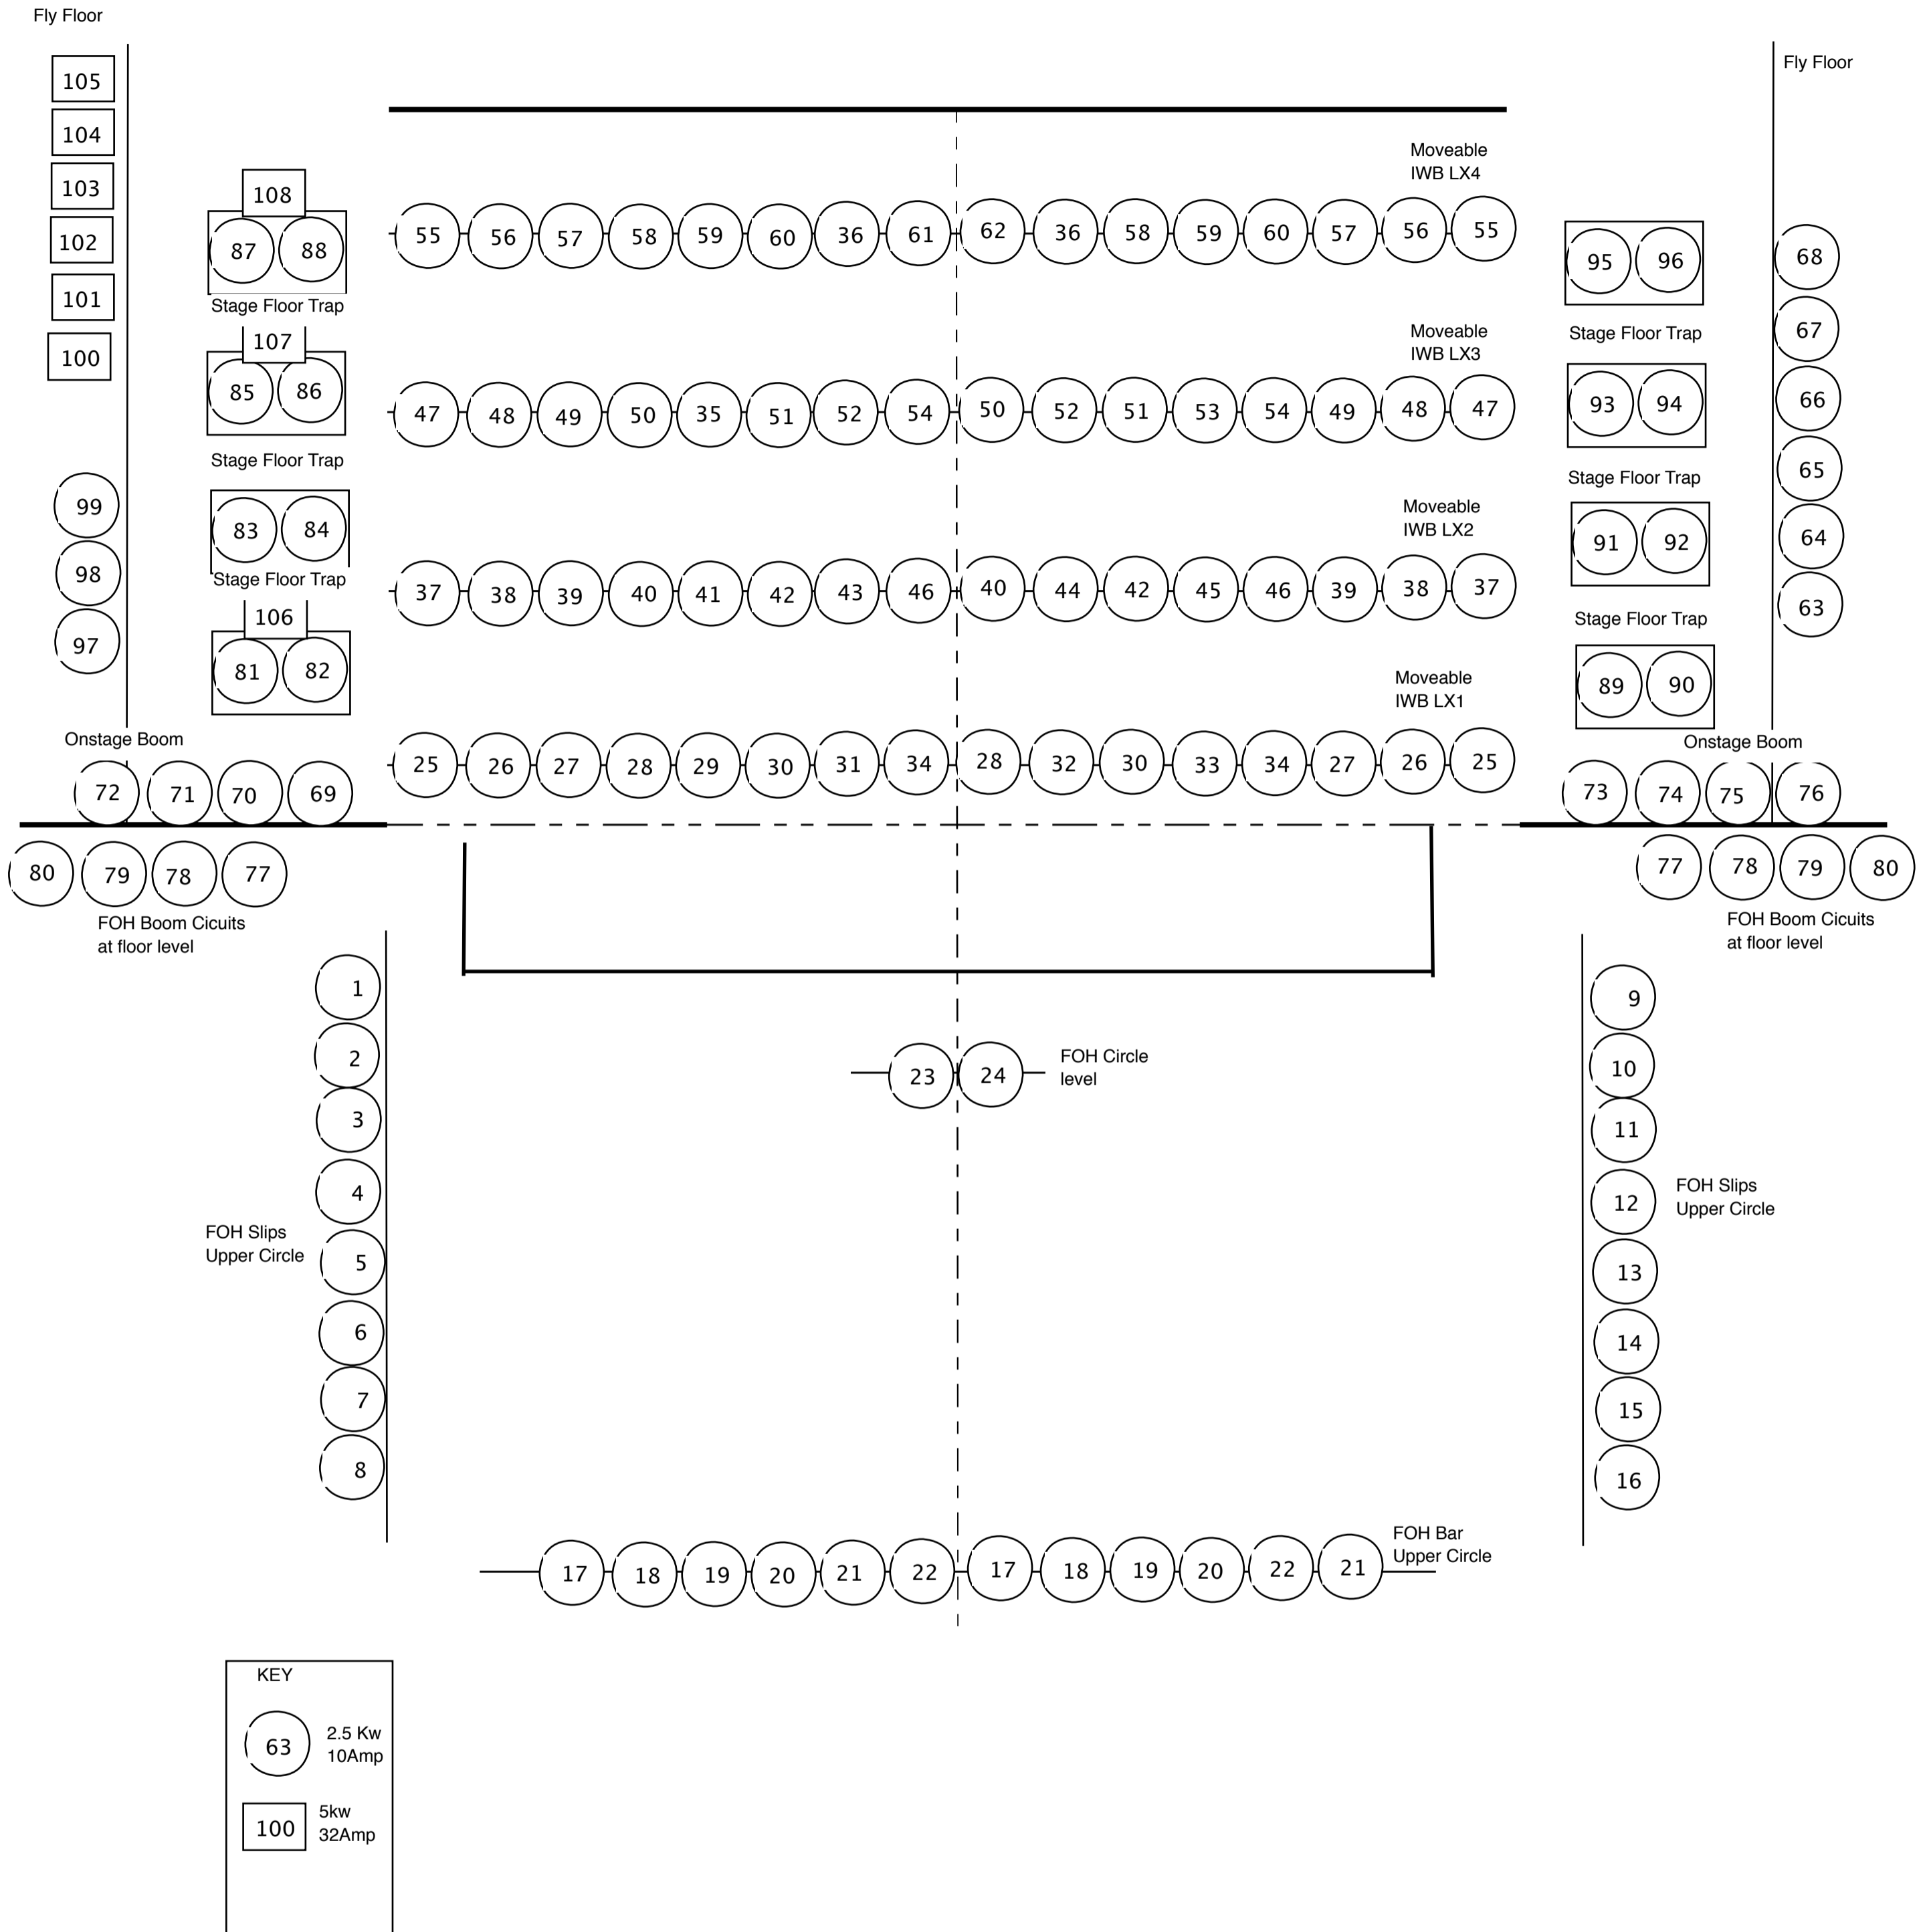 Fly Floor
Fly Floor
105
104
103
102
101
100
108
87 88
Stage Floor Trap
107
85 86
Stage Floor Trap
83 84
Stage Floor Trap
106
81 82
99
98
97
Moveable
IWB LX4
55 56 57 58 59 60 36 61 62 36 58 59 60 57 56 55
Moveable
IWB LX3
47 48 49 50 35 51 52 54 50 52 51 53 54 49 48 47
Moveable
IWB LX2
37 38 39 40 41 42 43 46 40 44 42 45 46 39 38 37
Moveable
IWB LX1
25 26 27 28 29 30 31 34 28 32 30 33 34 27 26 25
95 96
Stage Floor Trap
93 94
Stage Floor Trap
91 92
Stage Floor Trap
89 90
68
67
66
65
64
63
Onstage Boom
72 71 70 69
Onstage Boom
73 74 75 76
80 79 78 77
FOH Boom Cicuits
at floor level
77 78 79 80
FOH Boom Cicuits
at floor level
1
2
3
4
5
6
7
8
FOH Slips
Upper Circle
23 24
FOH Circle
level
9
10
11
12
13
14
15
16
FOH Slips
Upper Circle
17 18 19 20 21 22 17 18 19 20 22 21
FOH Bar
Upper Circle
KEY
63
2.5 Kw
10Amp
100
5kw
32Amp